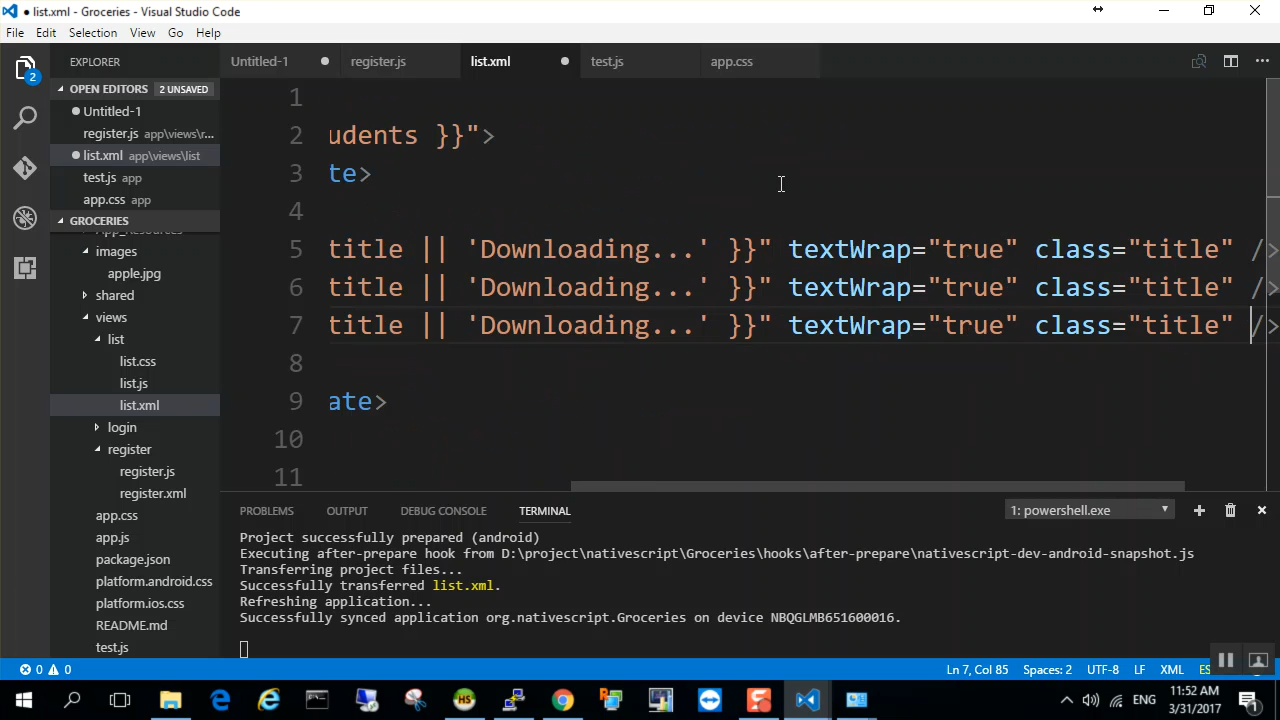 list.xml - Groceries - Visual Studio Code
File Edit Selection View Go Help
EXPLORER
OPEN EDITORS 2 UNSAVED
Untitled-1
register.js app\views\r...
list.xml app\views\list
test.js app
app.css app
GROCERIES
images
apple.jpg
shared
views
list
list.css
list.js
list.xml
login
register
register.js
register.xml
app.css
app.js
package.json
platform.android.css
platform.ios.css
README.md
test.js
2
Untitled-1 register.js list.xml test.js app.css
1
2 udents }}">
3 te>
4
5 title || 'Downloading...' }}" textWrap="true" class="title" />
6 title || 'Downloading...' }}" textWrap="true" class="title" />
7 title || 'Downloading...' }}" textWrap="true" class="title" />
8
9 ate>
10
11
PROBLEMS OUTPUT DEBUG CONSOLE TERMINAL 1: powershell.exe
Project successfully prepared (android)
Executing after-prepare hook from D:\project\nativescript\Groceries\hooks\after-prepare\nativescript-dev-android-snapshot.js
Transferring project files...
Successfully transferred list.xml.
Refreshing application...
Successfully synced application org.nativescript.Groceries on device NBQGLMB651600016.
0 0 Ln 7, Col 85 Spaces: 2 UTF-8 LF XML ES
ENG 11:52 AM
3/31/2017